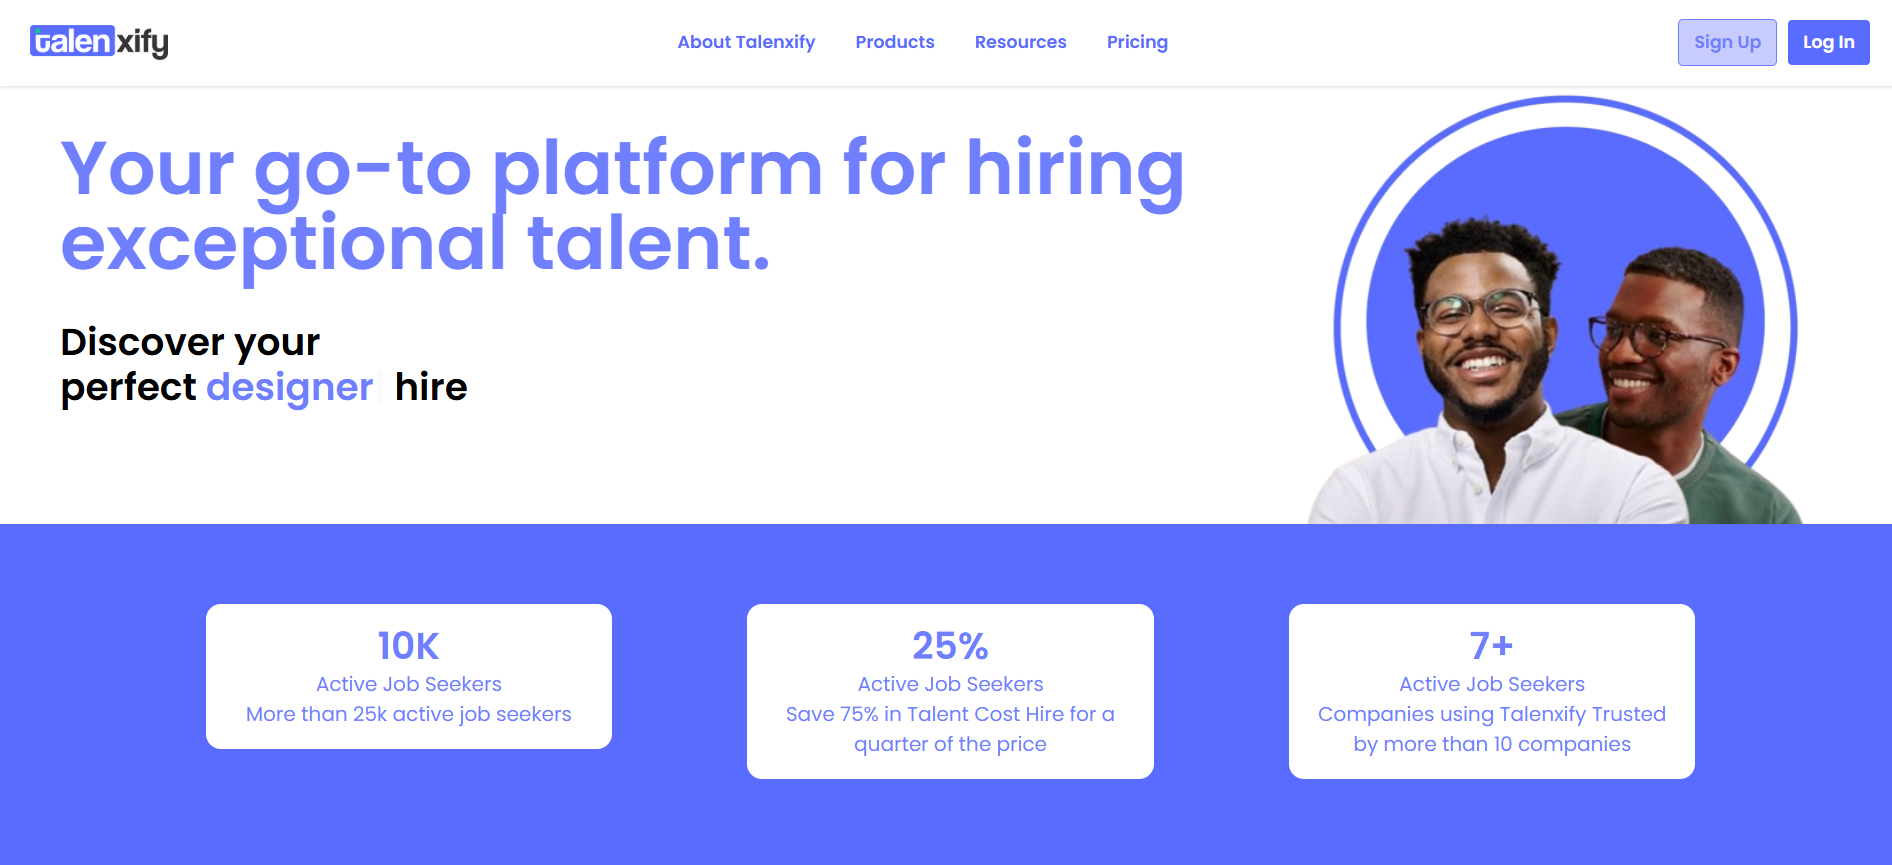 talenxify
About Talenxify
Products
Resources
Pricing
Sign Up
Log In
Your go-to platform for hiring
exceptional talent.
Discover your
perfect designer hire
10K
Active Job Seekers
More than 25k active job seekers
25%
Active Job Seekers
Save 75% in Talent Cost Hire for a
quarter of the price
7+
Active Job Seekers
Companies using Talenxify Trusted
by more than 10 companies